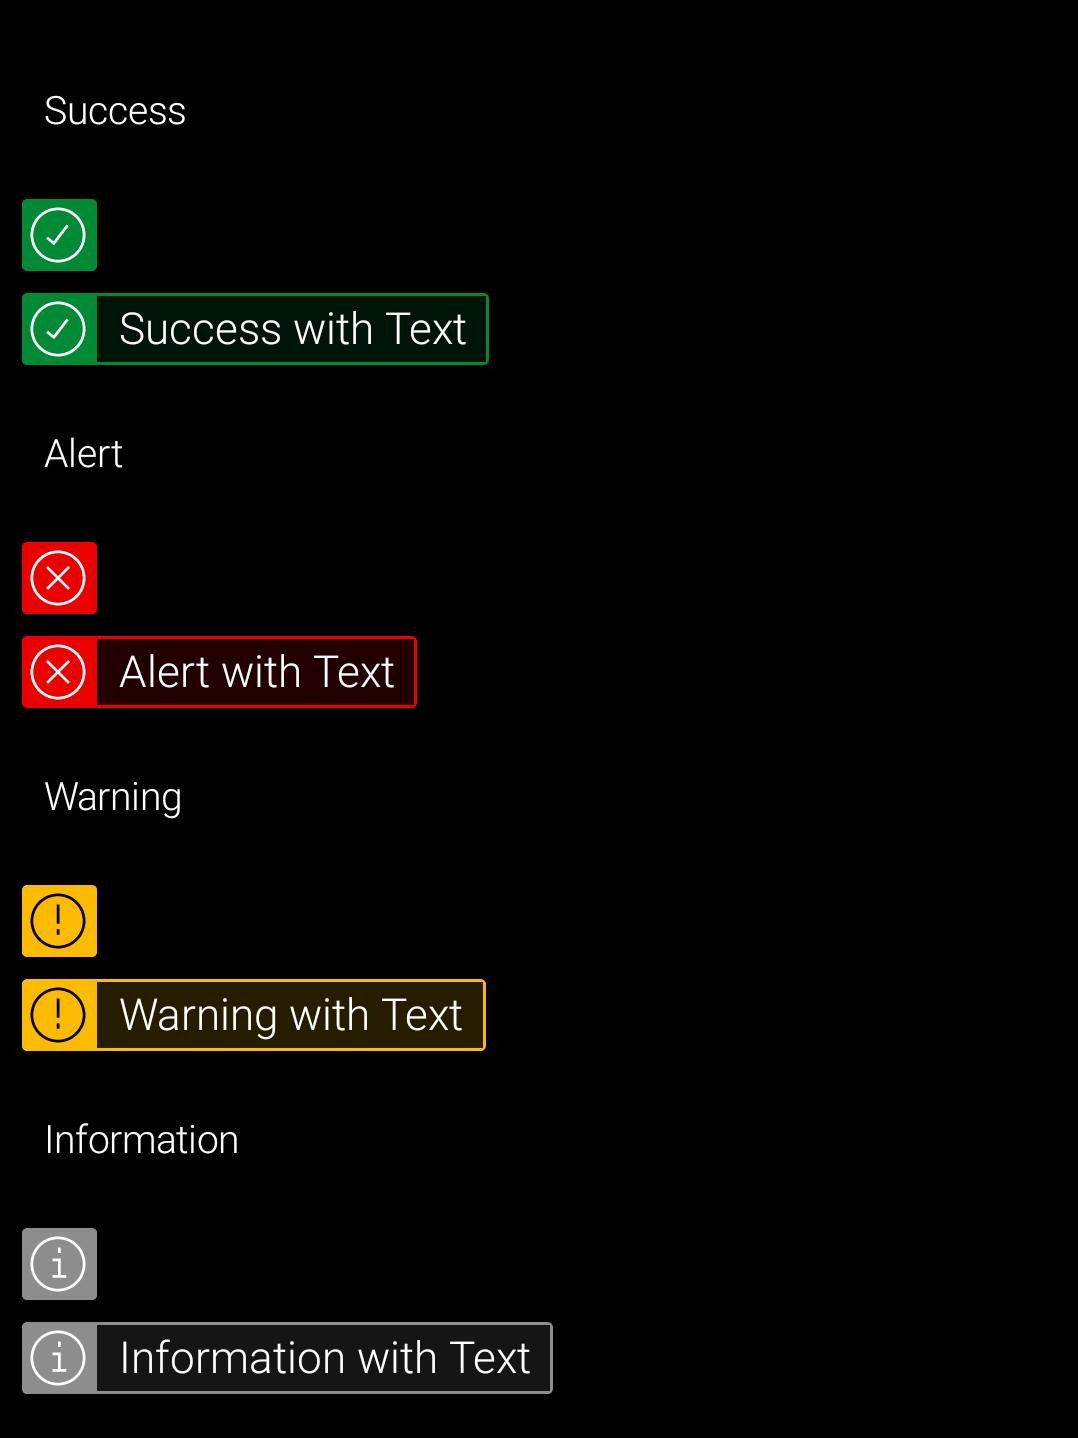 Success
Success with Text
Alert
Alert with Text
Warning
Warning with Text
Information
Information with Text